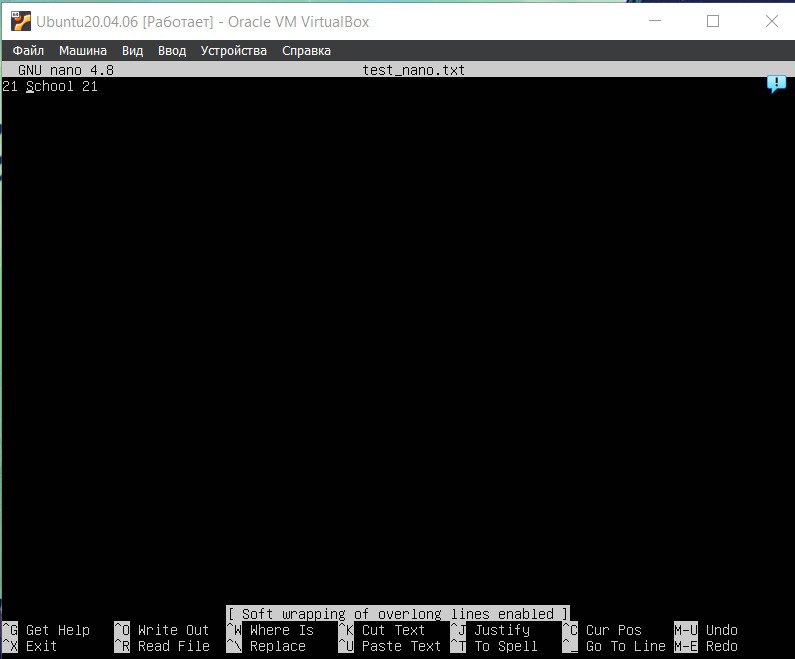 Ubuntu20.04.06 [Работает] - Oracle VM VirtualBox
Файл Машина Вид Ввод Устройства Справка
GNU nano 4.8 test_nano.txt
21 School 21
[ Soft wrapping of overlong lines enabled ]
^G Get Help ^O Write Out ^W Where Is ^K Cut Text ^J Justify ^C Cur Pos M-U Undo
^X Exit ^R Read File ^\ Replace ^U Paste Text ^T To Spell ^_ Go To Line M-E Redo